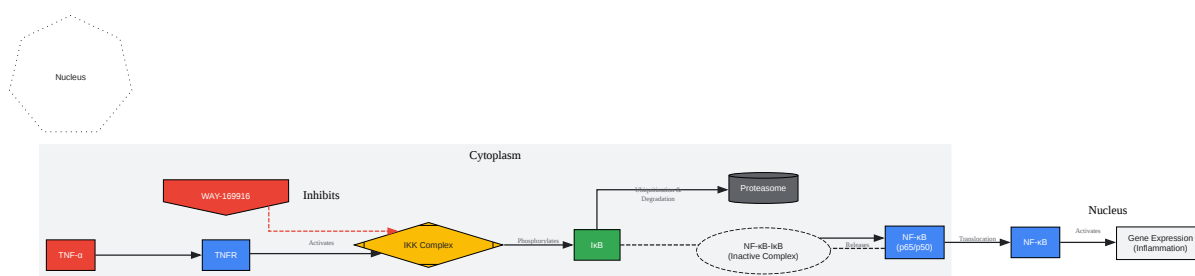 Nucleus
Cytoplasm
WAY-169916
Inhibits
Ubiquitination &
Degradation
Proteasome
Nucleus
TNF-α
TNFR
Activates
IKK Complex
Phosphorylates
IκB
NF-κB-IκB
(Inactive Complex)
Releases
NF-κB
(p65/p50)
Translocation
NF-κB
Activates
Gene Expression
(Inflammation)